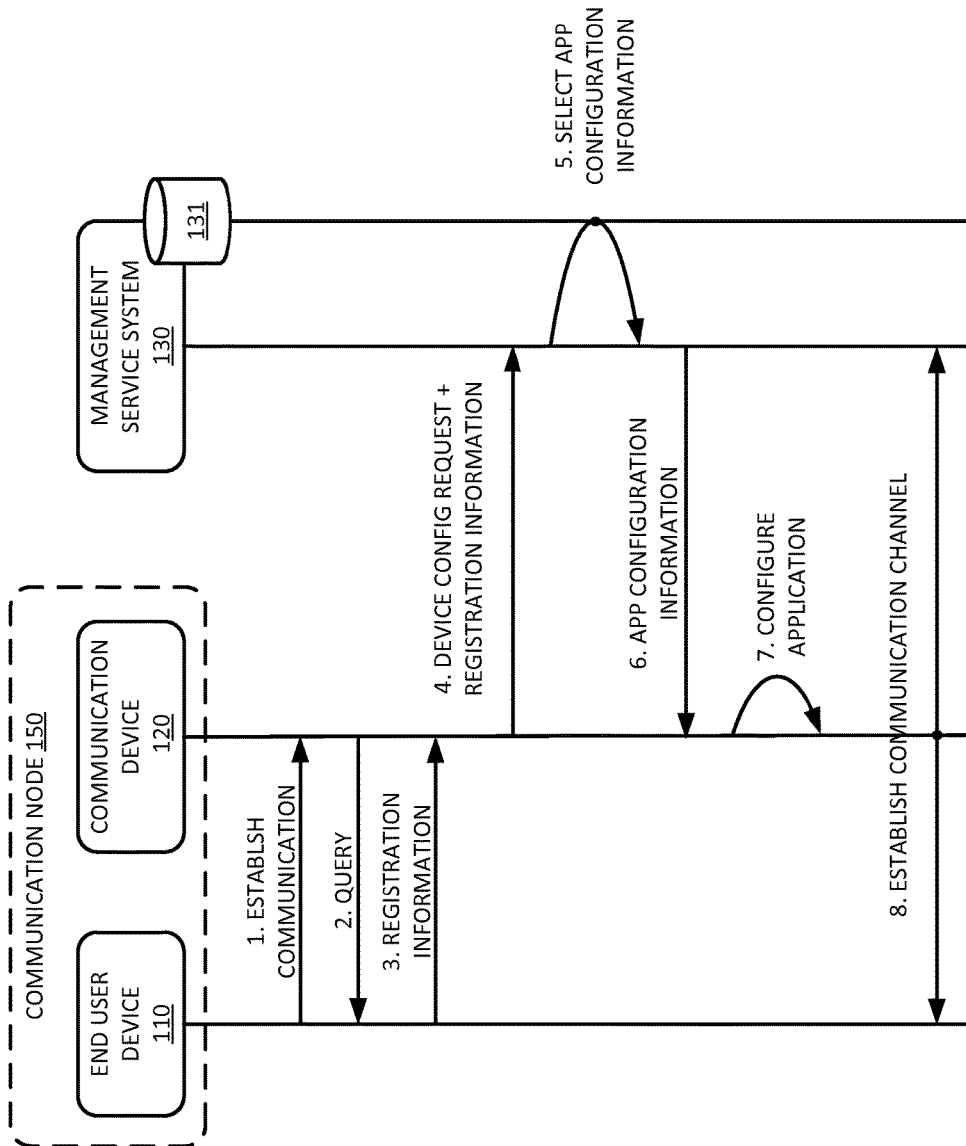 COMMUNICATION NODE 150
END USER
DEVICE
110
COMMUNICATION
DEVICE
120
MANAGEMENT
SERVICE SYSTEM
130
131
1. ESTABLSH
COMMUNICATION
2. QUERY
3. REGISTRATION
INFORMATION
4. DEVICE CONFIG REQUEST +
REGISTRATION INFORMATION
5. SELECT APP
CONFIGURATION
INFORMATION
6. APP CONFIGURATION
INFORMATION
7. CONFIGURE
APPLICATION
8. ESTABLISH COMMUNICATION CHANNEL